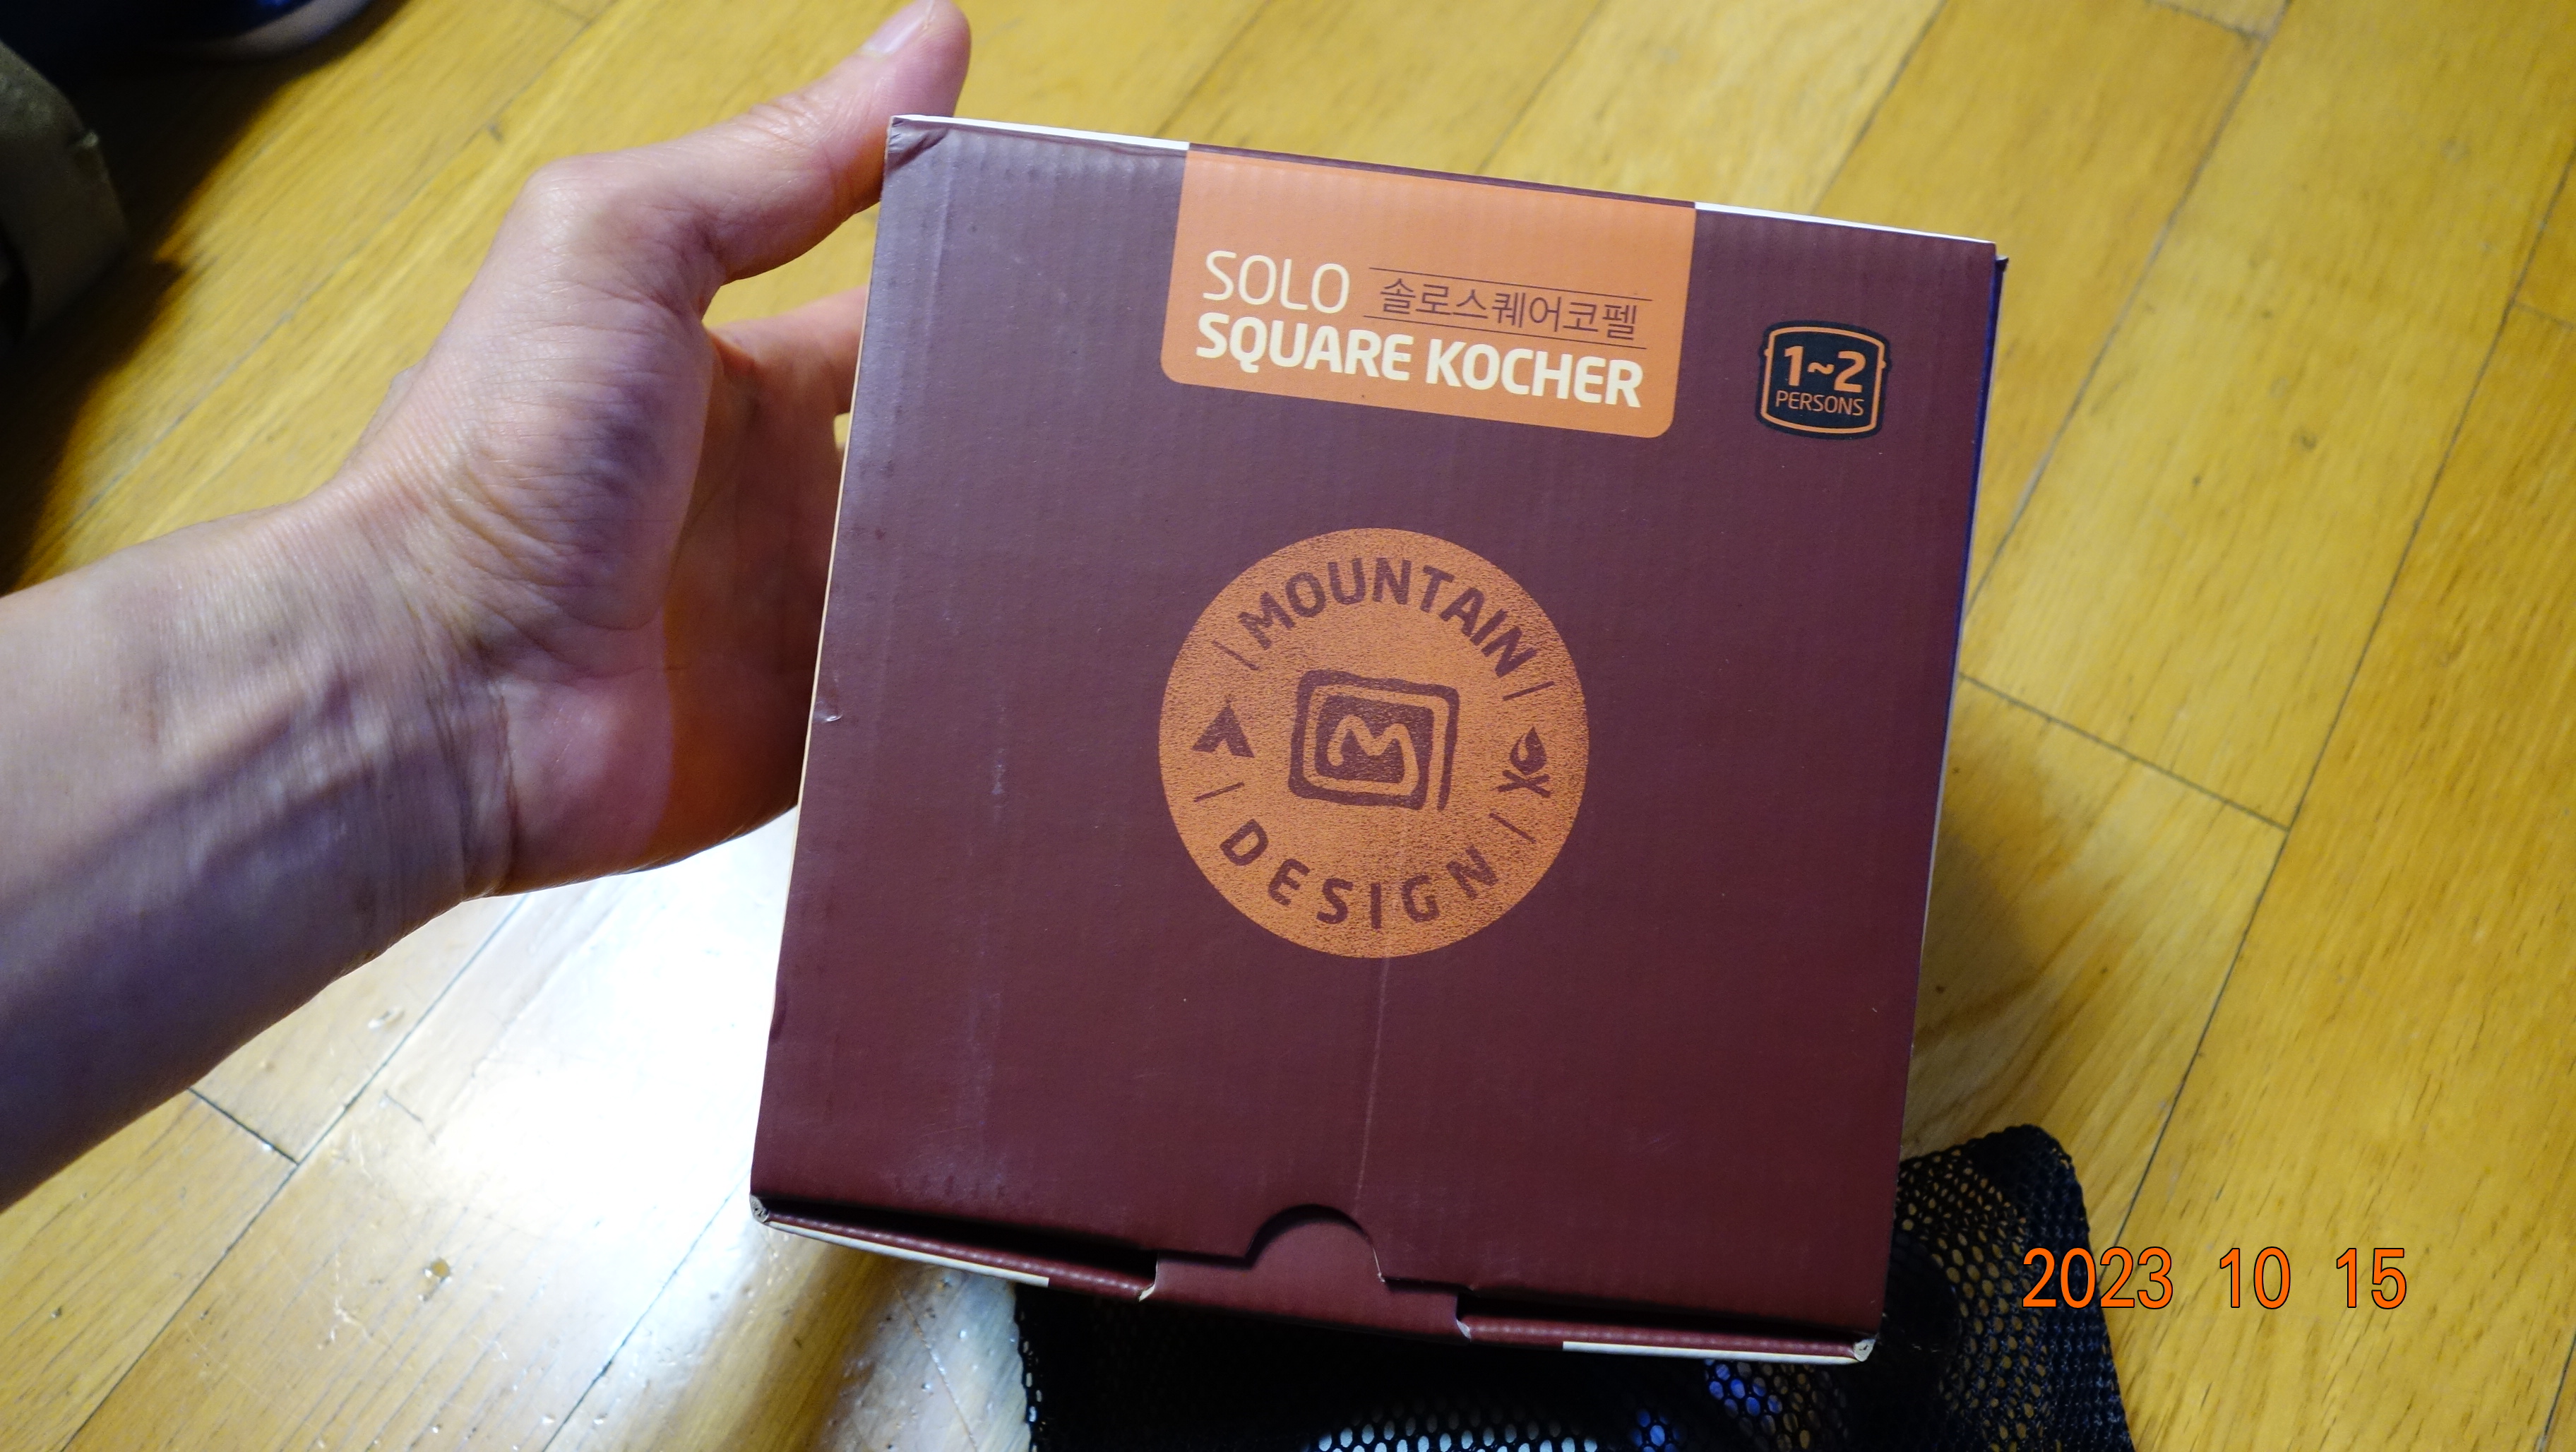 SOLO 솔로스퀘어코펠
SQUARE KOCHER
1~2
PERSONS
MOUNTAIN
M
DESIGN
2023 10 15